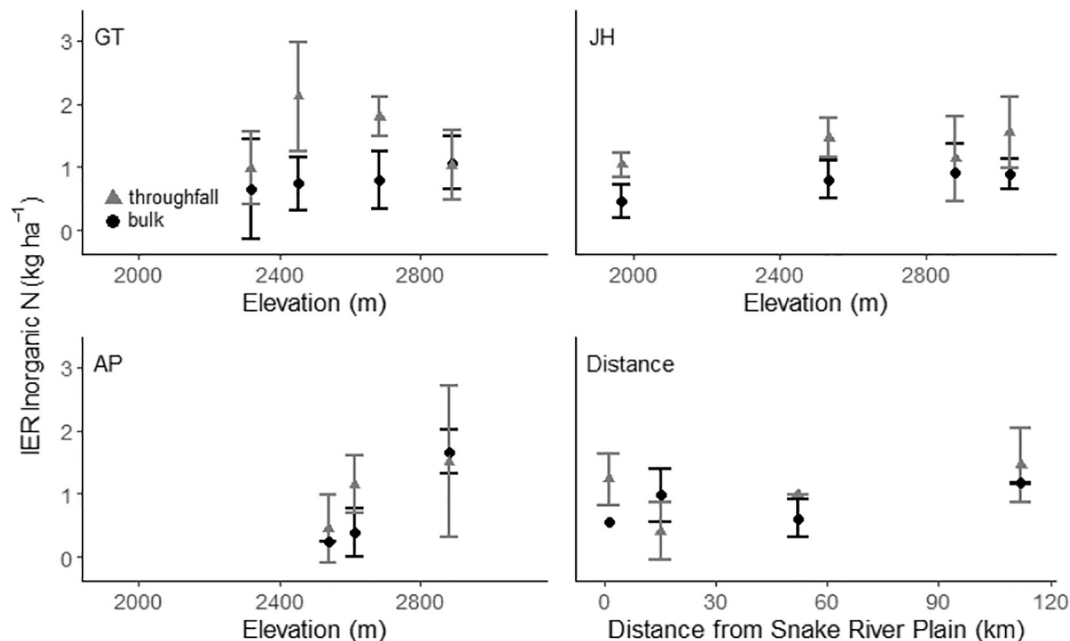 IER Inorganic N (kg ha⁻¹)
GT
3
2
1
0
throughfall
bulk
2000 2400 2800
Elevation (m)
JH
2000 2400 2800
Elevation (m)
AP
3
2
1
0
2000 2400 2800
Elevation (m)
Distance
0 30 60 90 120
Distance from Snake River Plain (km)